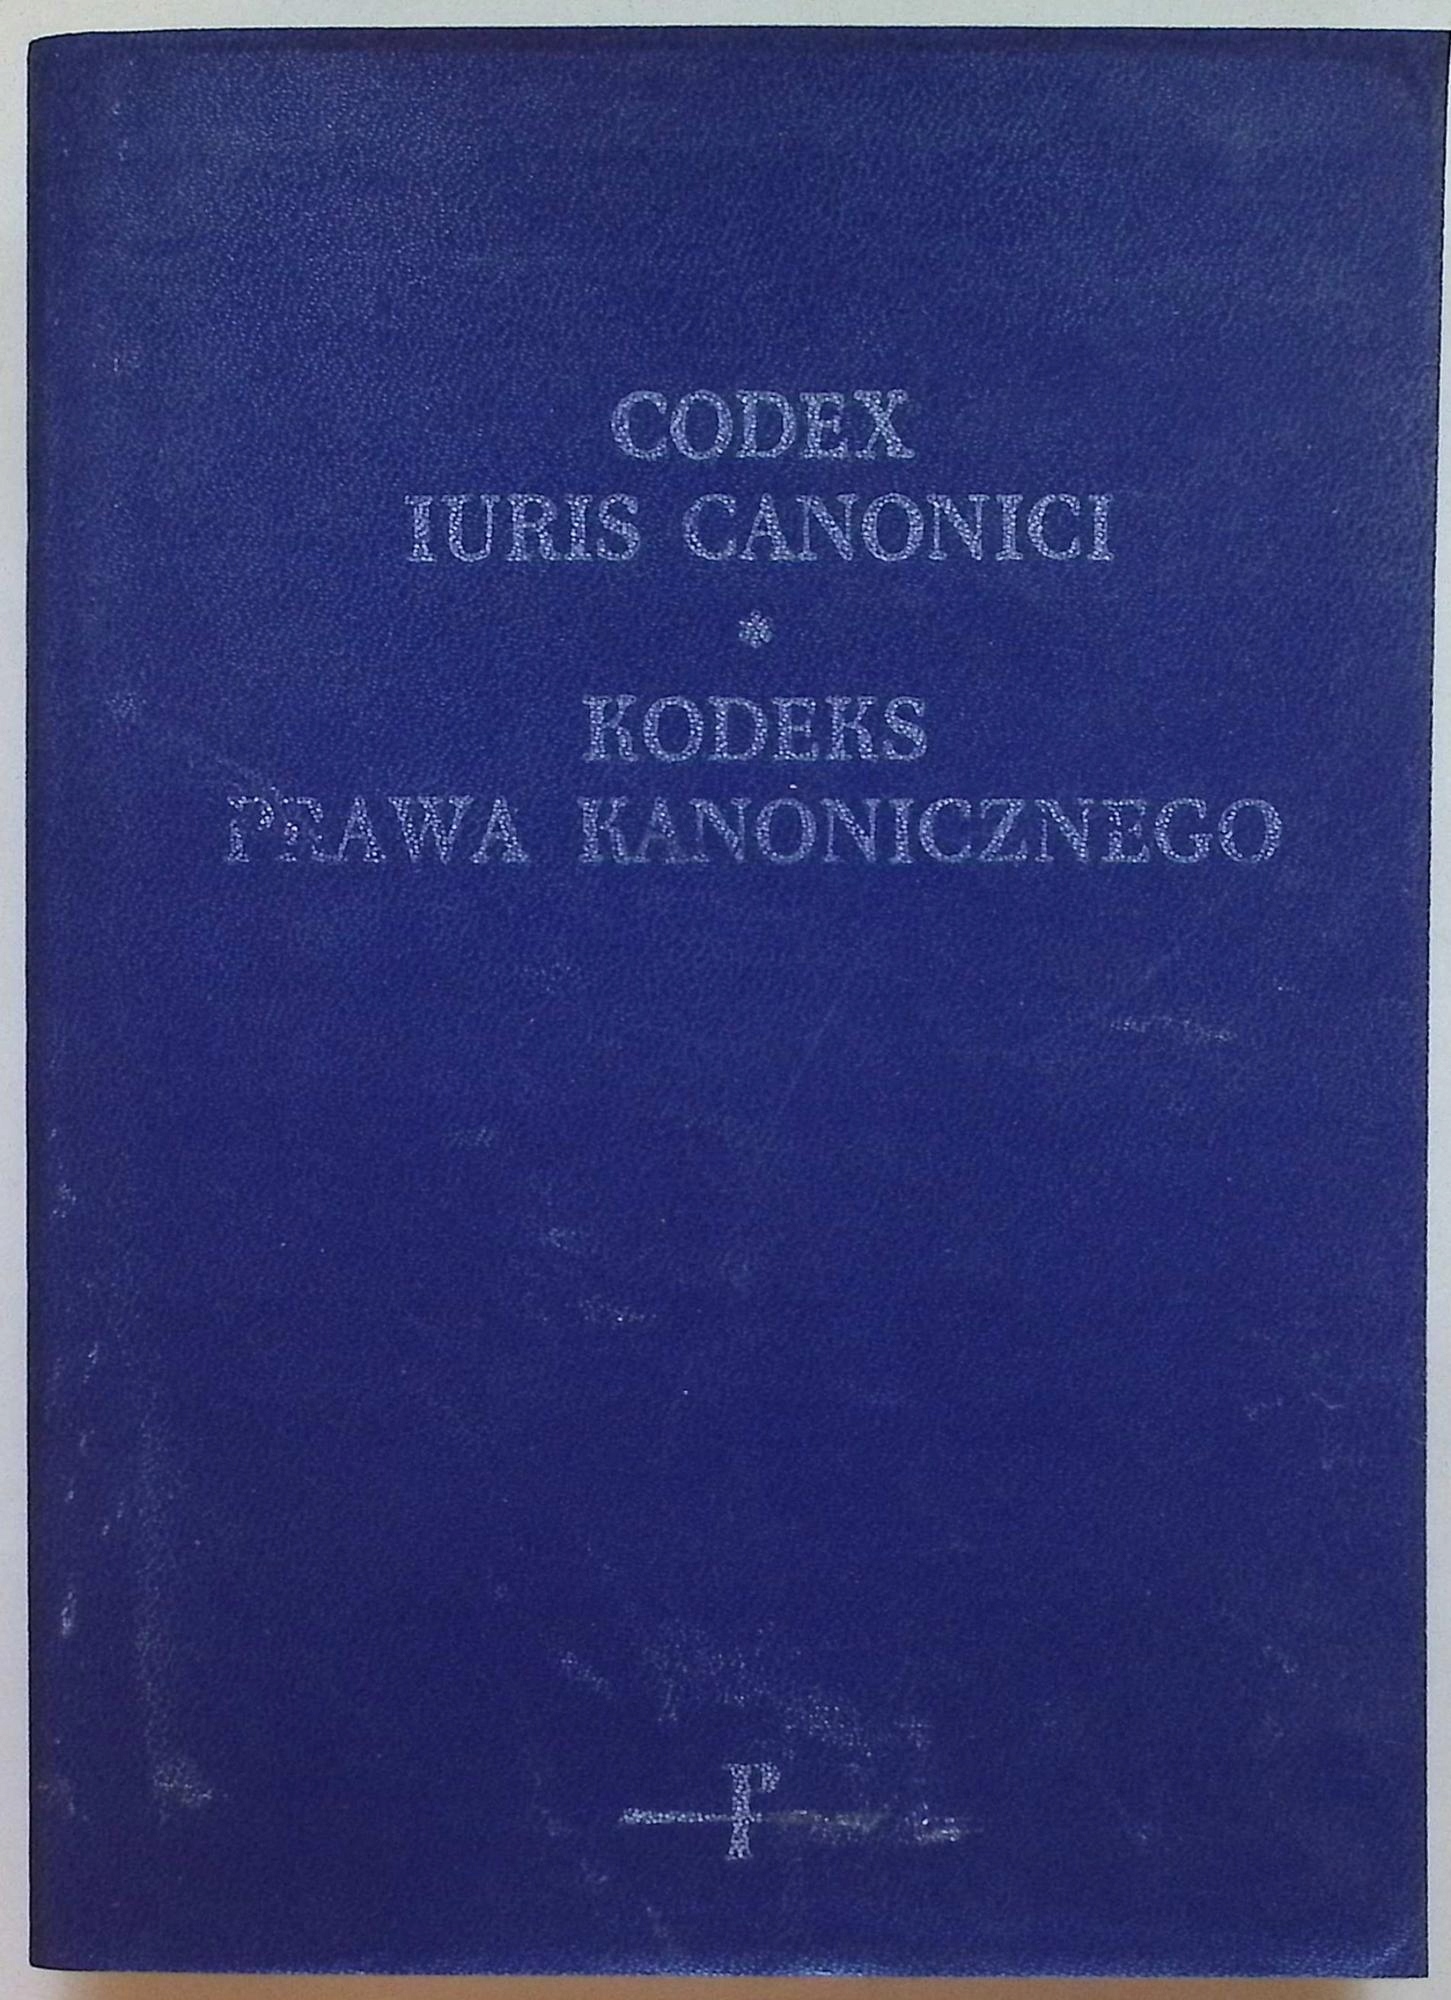 CODEX
IURIS CANONICI
*
KODEKS
PRAWA KANONICZNEGO
P